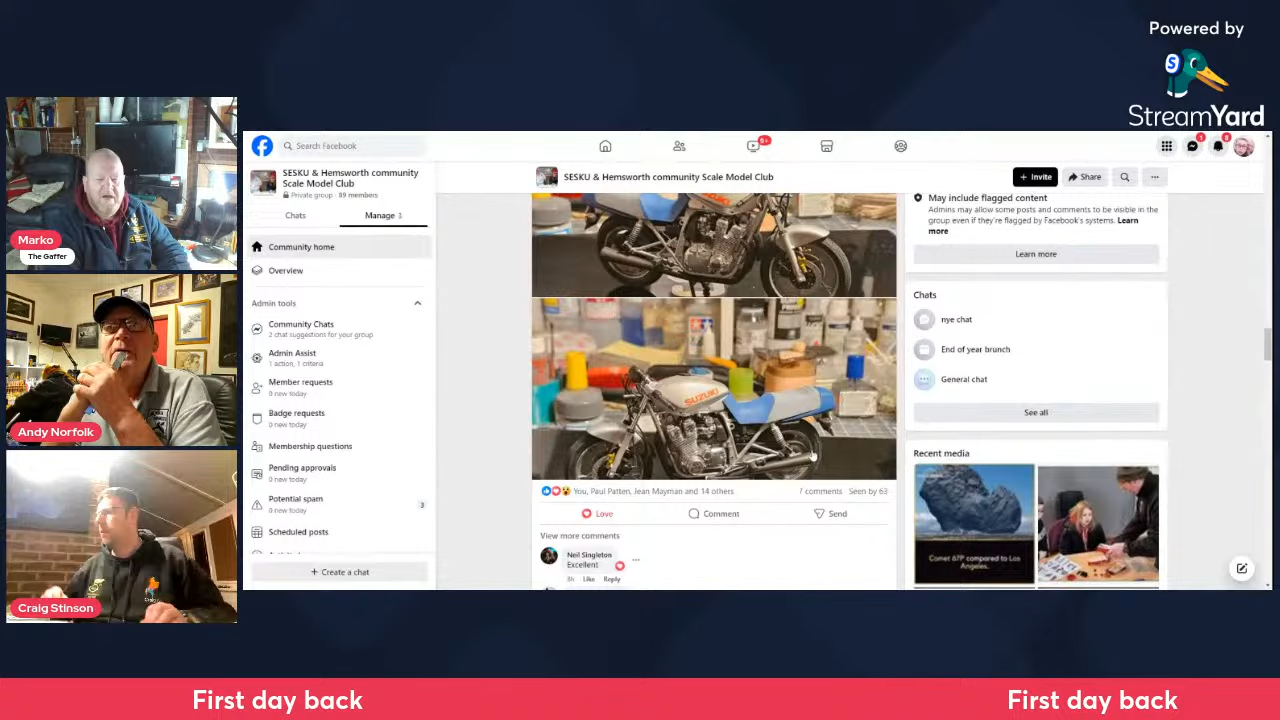 Powered by
StreamYard
Marko
The Gaffer
Andy Norfolk
Craig Stinson
Search Facebook
SESKU & Hemsworth community
Scale Model Club
Private group · 89 members
Chats
Manage 3
Community home
Overview
Admin tools
Community Chats
2 chat suggestions for your group
Admin Assist
1 action, 1 criteria
Member requests
0 new today
Badge requests
0 new today
Membership questions
Pending approvals
0 new today
Potential spam
0 new today
3
Scheduled posts
+ Create a chat
9+
1
8
SESKU & Hemsworth community Scale Model Club
+ Invite
Share
SUZUKI
You, Paul Patten, Jean Mayman and 14 others
7 comments Seen by 63
Love
Comment
Send
View more comments
Neil Singleton
Excellent
8h Like Reply
May include flagged content
Admins may allow some posts and comments to be visible in the
group even if they're flagged by Facebook's systems. Learn
more
Learn more
Chats
nye chat
End of year brunch
General chat
See all
Recent media
Comet 67P compared to Los
Angeles.
First day back
First day back